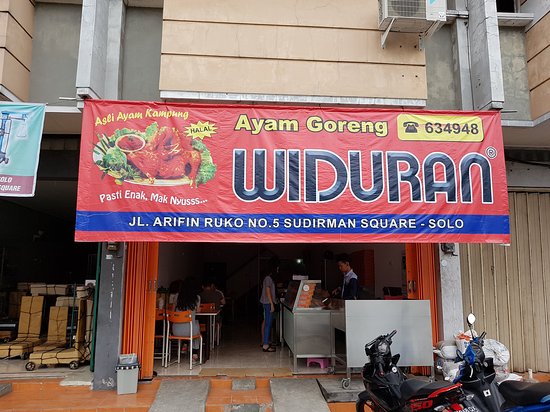 Asli Ayam Kampung
HALAL
Pasti Enak, Mak Nyusss...
Ayam Goreng
☎ 634948
WIDURAN®
JL. ARIFIN RUKO NO.5 SUDIRMAN SQUARE - SOLO
OLO
SQUARE